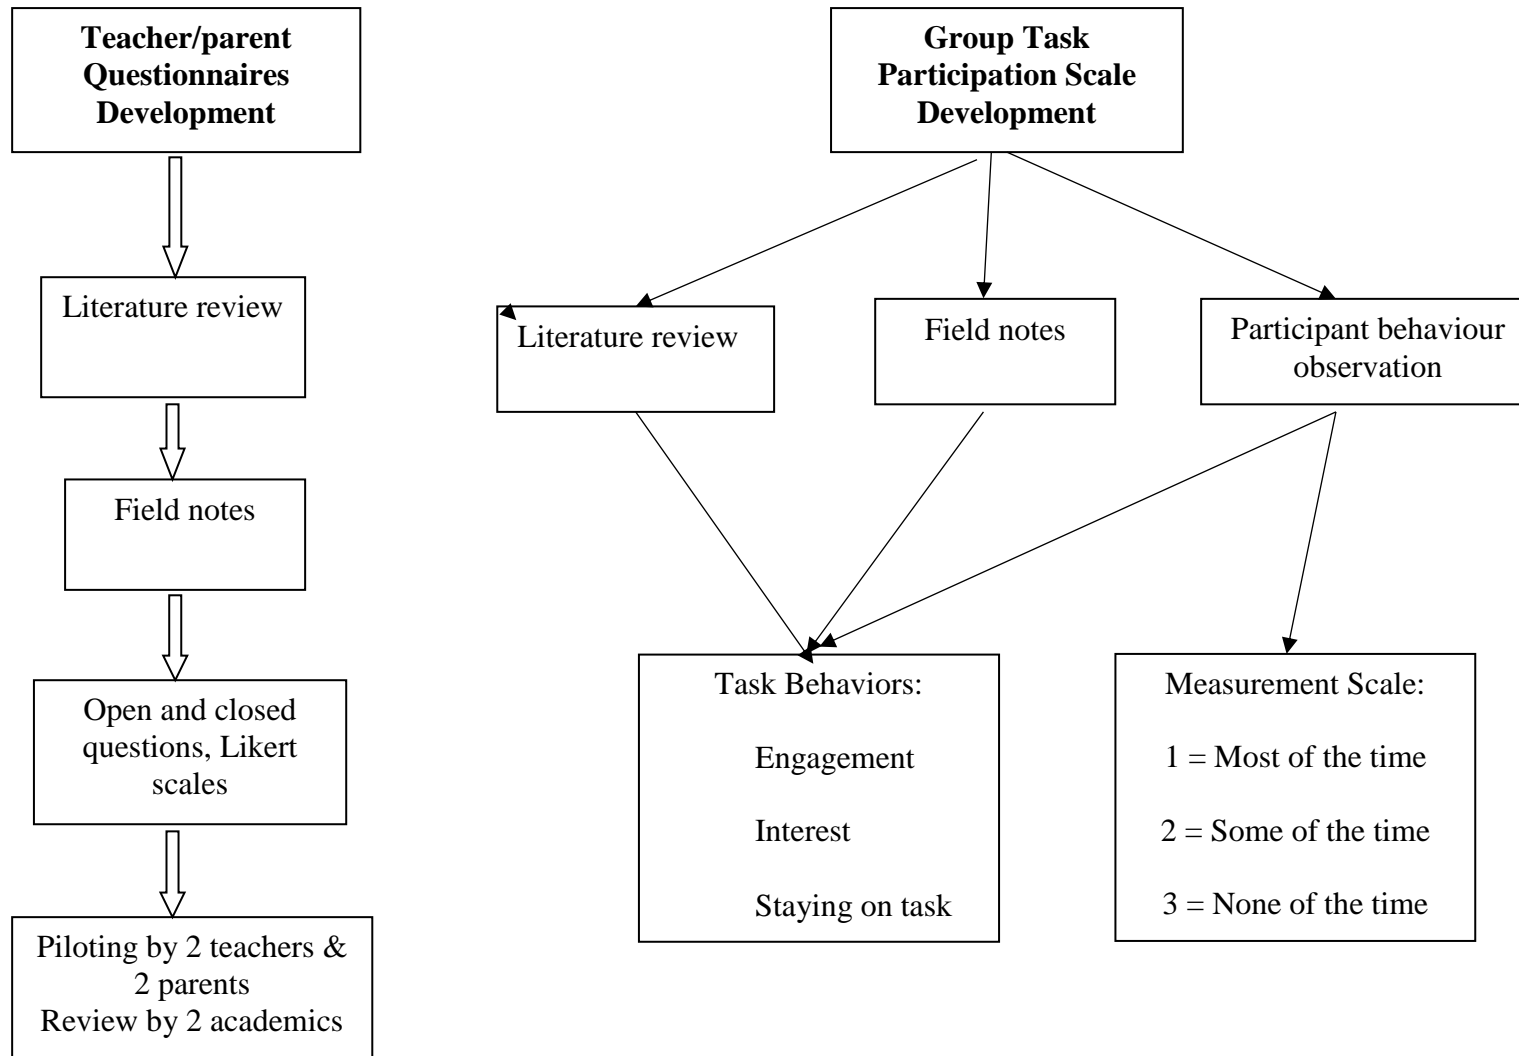 Teacher/parent
Questionnaires
Development
Literature review
Field notes
Open and closed
questions, Likert
scales
Piloting by 2 teachers &
2 parents
Review by 2 academics
Group Task
Participation Scale
Development
Literature review
Field notes
Participant behaviour
observation
Task Behaviors:
Engagement
Interest
Staying on task
Measurement Scale:
1 = Most of the time
2 = Some of the time
3 = None of the time